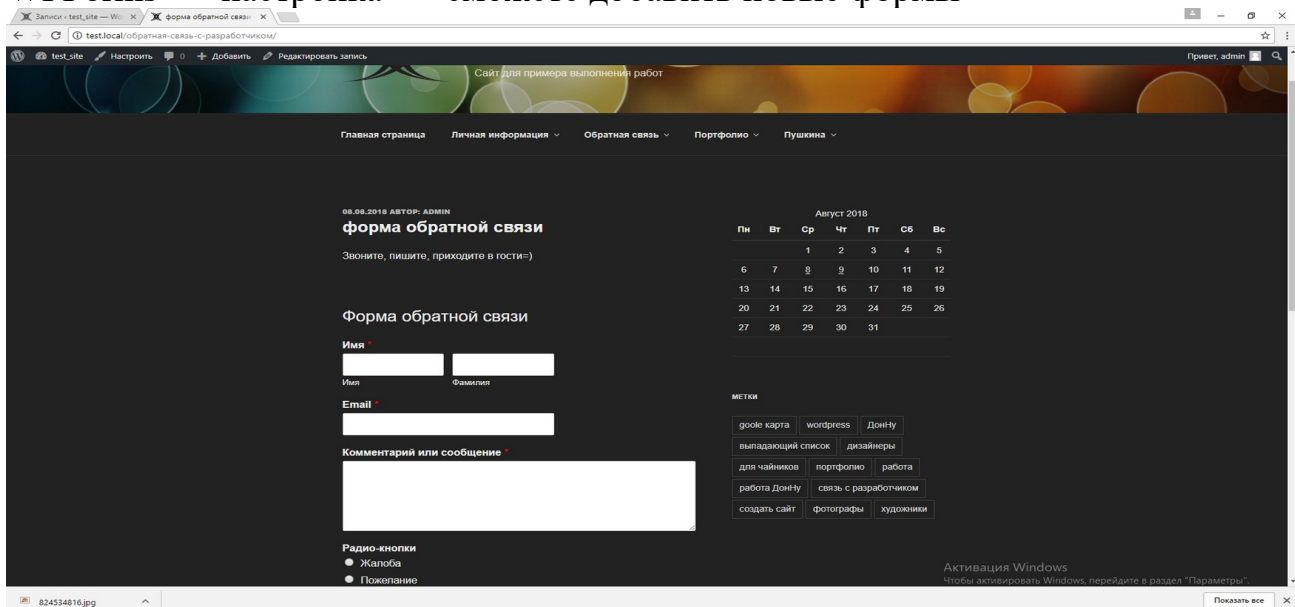 Записи ‹ test_site — Wo
форма обратной связи
test.local/обратная-связь-с-разработчиком/
test_site Настроить 0 Добавить Редактировать запись Привет, admin
Сайт для примера выполнения работ
Главная страница Личная информация Обратная связь Портфолио Пушкина
08.08.2018 АВТОР: ADMIN
форма обратной связи
Звоните, пишите, приходите в гости=)
Форма обратной связи
Имя *
Имя Фамилия
Email *
Комментарий или сообщение *
Радио-кнопки
Жалоба
Пожелание
Август 2018
Пн Вт Ср Чт Пт Сб Вс
1 2 3 4 5
6 7 8 9 10 11 12
13 14 15 16 17 18 19
20 21 22 23 24 25 26
27 28 29 30 31
МЕТКИ
goole карта wordpress ДонНу
выпадающий список дизайнеры
для чайников портфолио работа
работа ДонНу связь с разработчиком
создать сайт фотографы художники
Активация Windows
Чтобы активировать Windows, перейдите в раздел "Параметры".
824534816.jpg Показать все